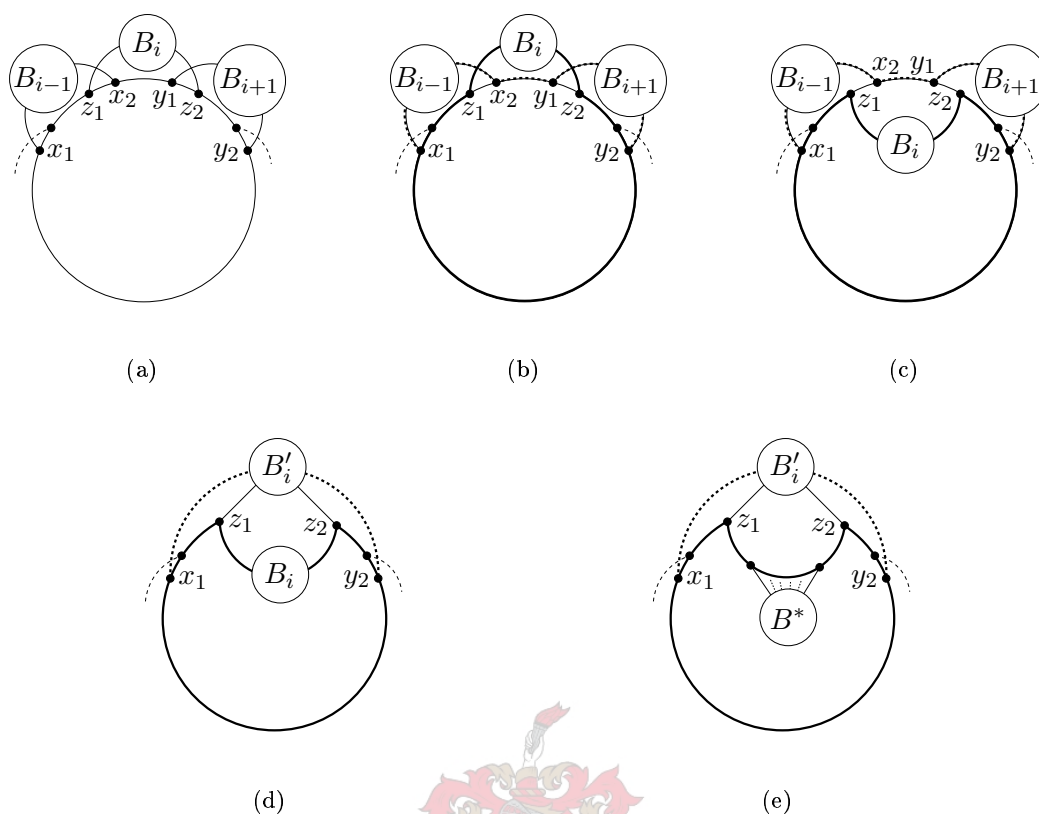 B_{i-1} B_i B_{i+1}
z_1 x_2 y_1 z_2
x_1 y_2
(a)
B_{i-1} B_i B_{i+1}
z_1 x_2 y_1 z_2
x_1 y_2
(b)
B_{i-1} x_2 y_1 B_{i+1}
z_1 z_2
x_1 B_i y_2
(c)
B'_i
z_1 z_2
x_1 B_i y_2
(d)
B'_i
z_1 z_2
x_1 y_2
B^*
(e)